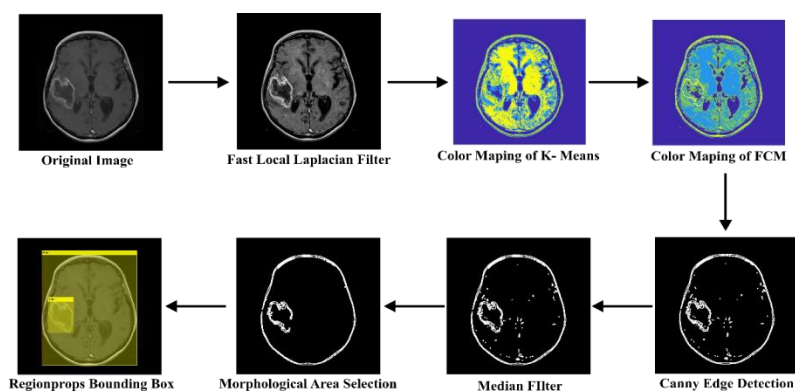 Original Image
Fast Local Laplacian Filter
Color Maping of K- Means
Color Maping of FCM
Regionprops Bounding Box
Morphological Area Selection
Median FIlter
Canny Edge Detection